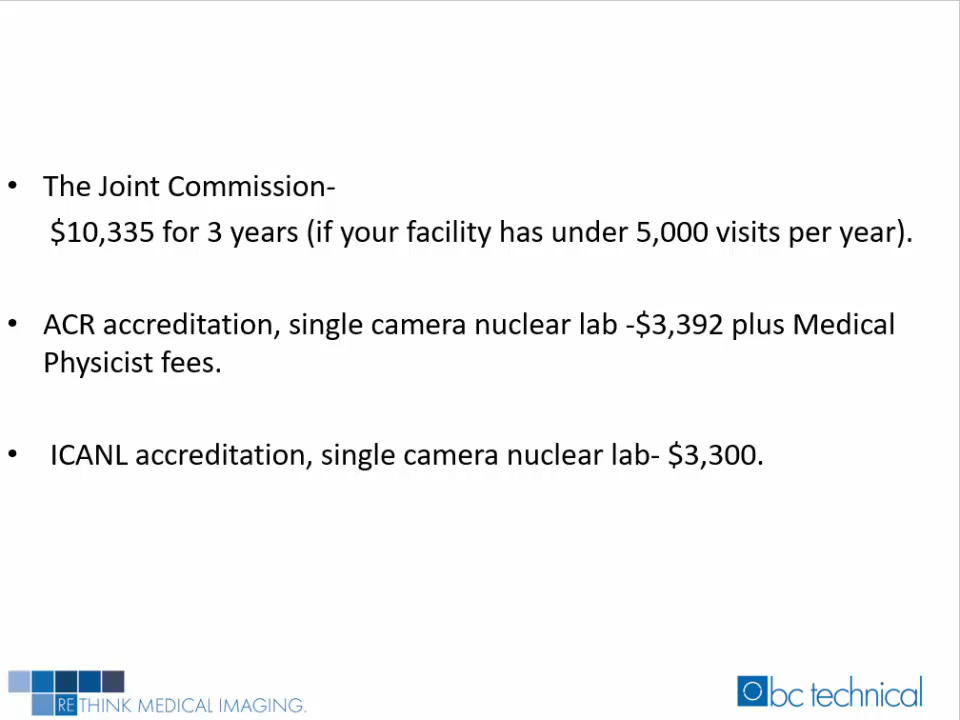 • The Joint Commission-
$10,335 for 3 years (if your facility has under 5,000 visits per year).
• ACR accreditation, single camera nuclear lab -$3,392 plus Medical
Physicist fees.
• ICANL accreditation, single camera nuclear lab- $3,300.
RETHINK MEDICAL IMAGING.
bc technical